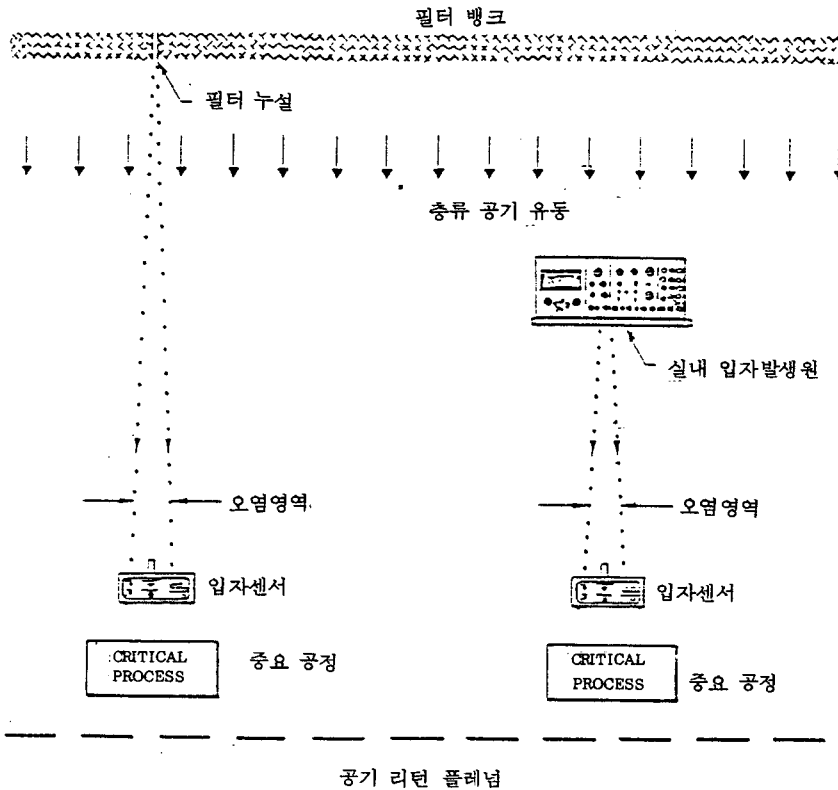 필터 뱅크
필터 누설
층류 공기 유동
실내 입자발생원
오염영역
오염영역
입자센서
입자센서
CRITICAL
PROCESS
중요 공정
CRITICAL
PROCESS
중요 공정
공기 리턴 플레넘